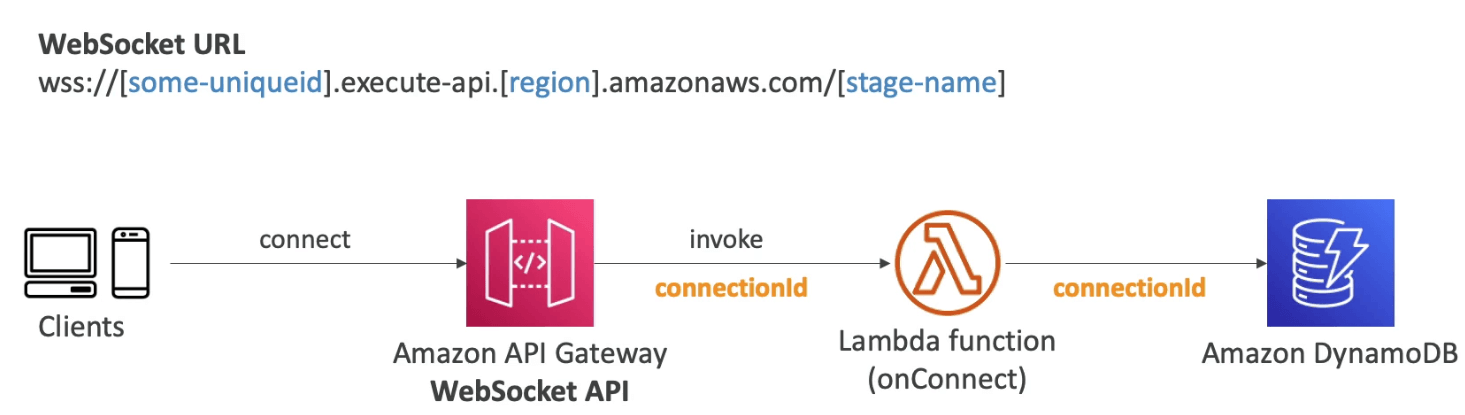 WebSocket URL
wss://[some-uniqueid].execute-api.[region].amazonaws.com/[stage-name]
connect
invoke
connectionId
connectionId
</>
Clients
Amazon API Gateway
WebSocket API
Lambda function
(onConnect)
Amazon DynamoDB